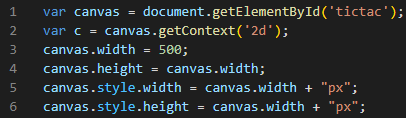 1 var canvas = document.getElementById('tictac');
2 var c = canvas.getContext('2d');
3 canvas.width = 500;
4 canvas.height = canvas.width;
5 canvas.style.width = canvas.width + "px";
6 canvas.style.height = canvas.width + "px";